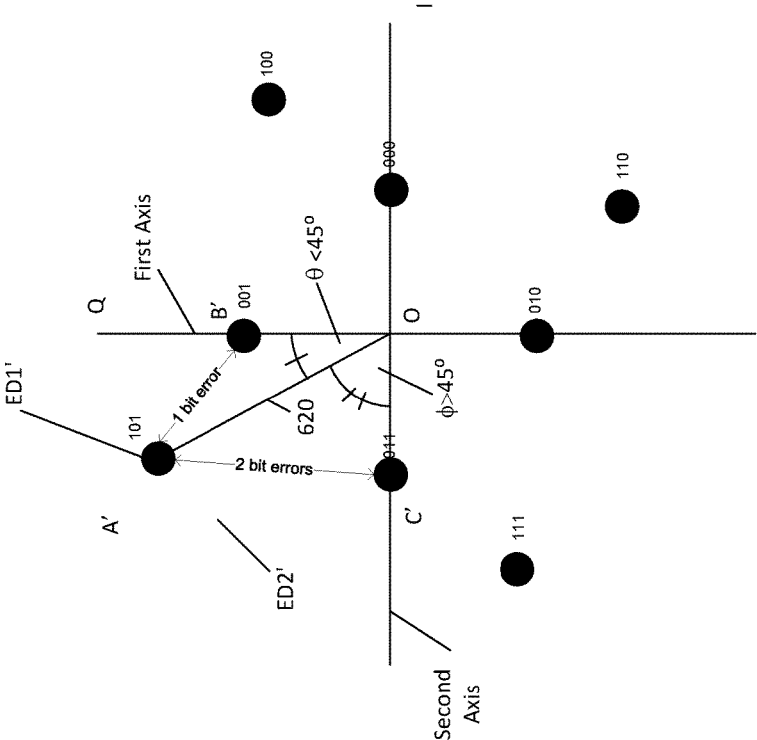 ED1'
A'
101
Q
First Axis
B'
001
100
1 bit error
2 bit errors
620
θ <45°
ED2'
011
C'
ϕ>45°
O
000
I
111
010
110
Second
Axis